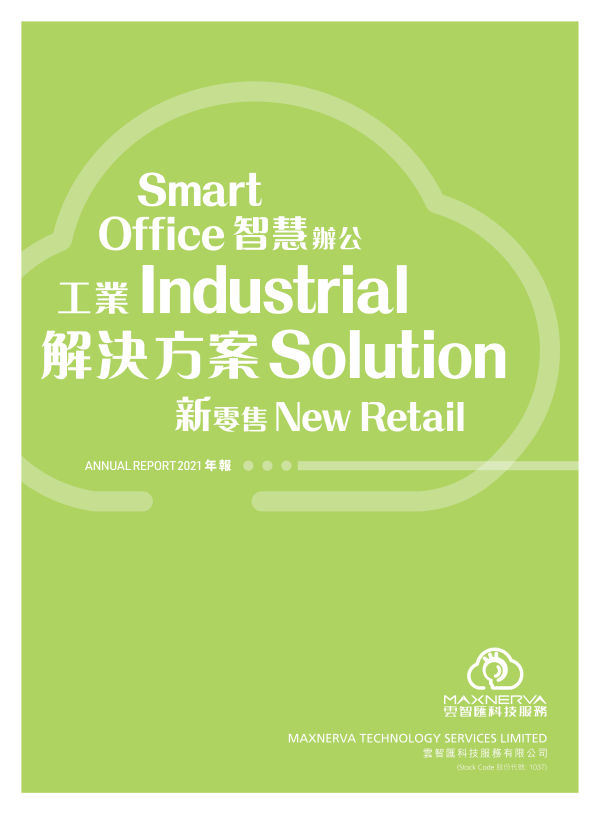 Smart
Office 智慧辦公
工業 Industrial
解決方案 Solution
新零售 New Retail
ANNUAL REPORT 2021 年報
MAXNERVA
雲智匯科技服務
MAXNERVA TECHNOLOGY SERVICES LIMITED
雲智匯科技服務有限公司
(Stock Code 股份代號: 1037)